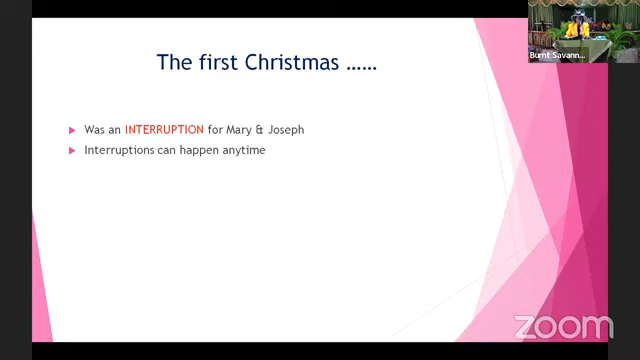 The first Christmas ……
Burnt Savann...
Was an INTERRUPTION for Mary & Joseph
Interruptions can happen anytime
zoom